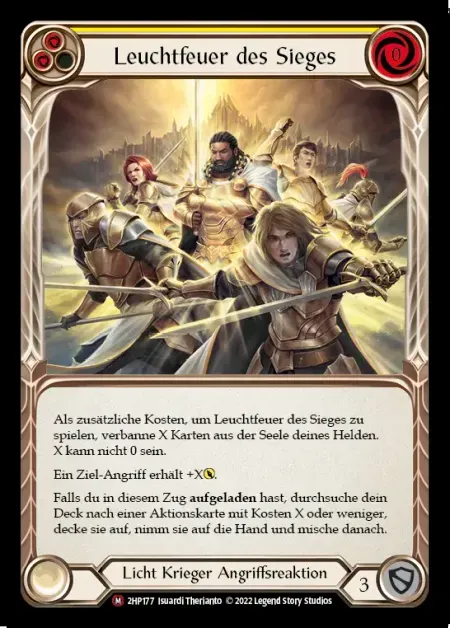 Leuchtfeuer des Sieges
0
Als zusätzliche Kosten, um Leuchtfeuer des Sieges zu
spielen, verbanne X Karten aus der Seele deines Helden.
X kann nicht 0 sein.
Ein Ziel-Angriff erhält +X.
Falls du in diesem Zug aufgeladen hast, durchsuche dein
Deck nach einer Aktionskarte mit Kosten X oder weniger,
decke sie auf, nimm sie auf die Hand und mische danach.
Licht Krieger Angriffsreaktion
3
M 2HP177 Isuardi Therianto © 2022 Legend Story Studios